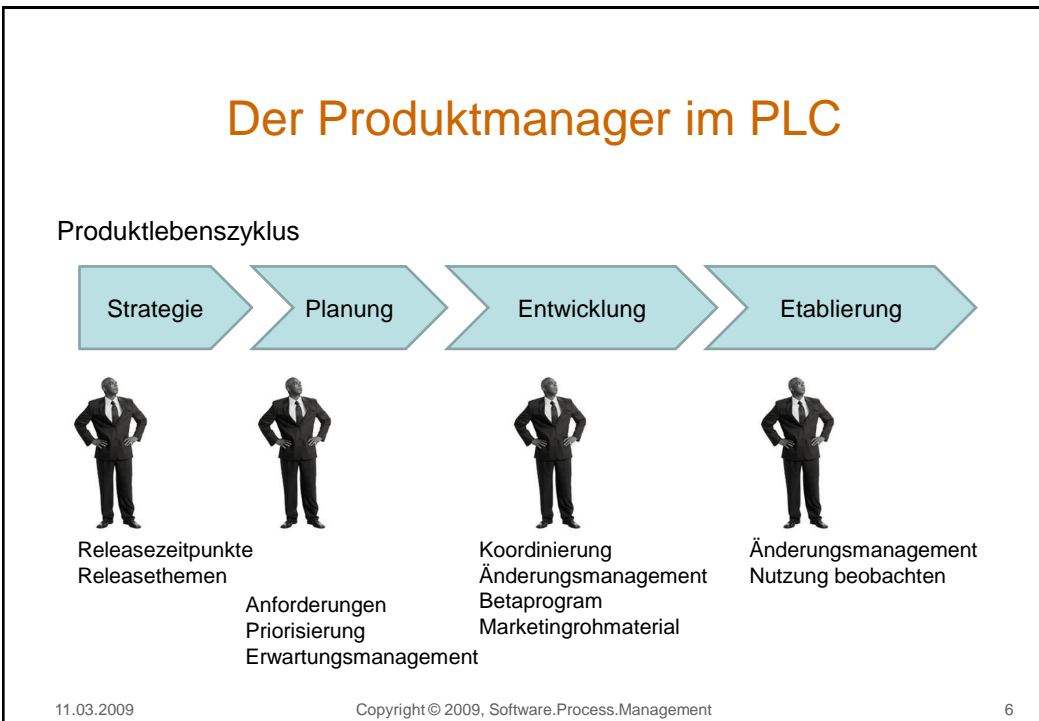 Der Produktmanager im PLC
Produktlebenszyklus
Strategie
Planung
Entwicklung
Etablierung
Releasezeitpunkte
Releasethemen
Anforderungen
Priorisierung
Erwartungsmanagement
Koordinierung
Änderungsmanagement
Betaprogram
Marketingrohmaterial
Änderungsmanagement
Nutzung beobachten
11.03.2009
Copyright © 2009, Software.Process.Management
6